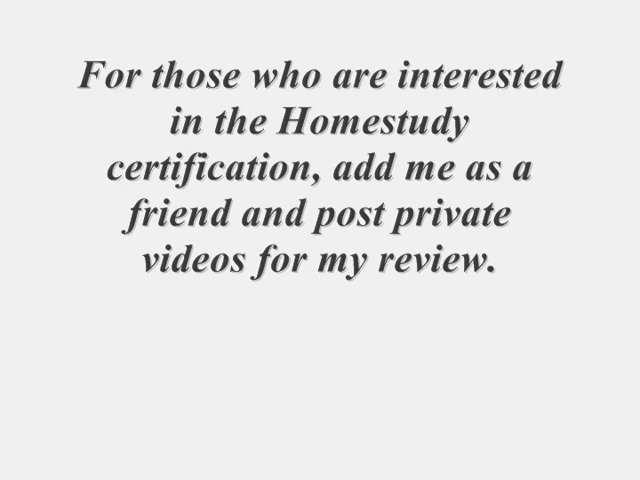 For those who are interested
in the Homestudy
certification, add me as a
friend and post private
videos for my review.